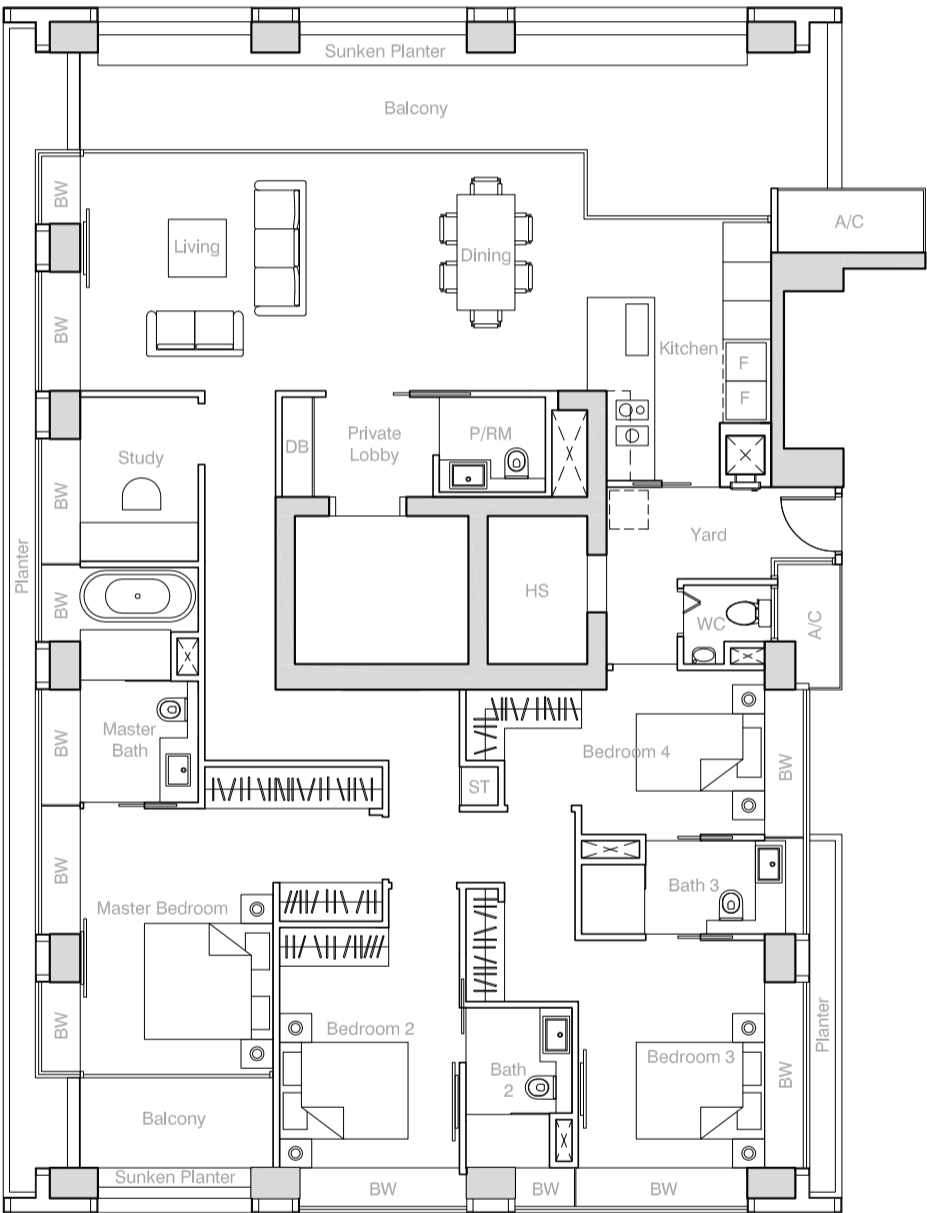 Sunken Planter
Balcony
BW
A/C
Living
Dining
BW
Kitchen
F
F
DB
Private
Lobby
P/RM
Study
BW
Yard
Planter
HS
BW
WC
A/C
Master
Bath
BW
Bedroom 4
BW
ST
BW
Bath 3
Master Bedroom
Planter
BW
Bedroom 2
Bedroom 3
Bath
2
BW
Balcony
Sunken Planter
BW
BW
BW